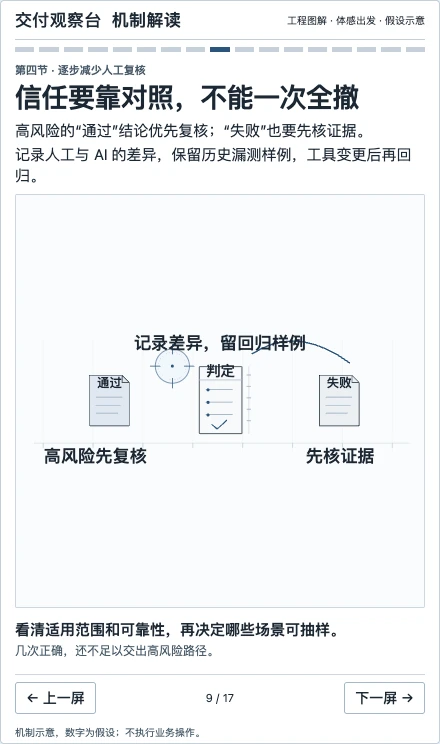 交付观察台 机制解读
工程图解 · 体感出发 · 假设示意
第四节 · 逐步减少人工复核
信任要靠对照，不能一次全撤
高风险的“通过”结论优先复核；“失败”也要先核证据。
记录人工与 AI 的差异，保留历史漏测样例，工具变更后再回
归。
记录差异，留回归样例
判定
通过
失败
高风险先复核
先核证据
看清适用范围和可靠性，再决定哪些场景可抽样。
几次正确，还不足以交出高风险路径。
← 上一屏
9 / 17
下一屏 →
机制示意，数字为假设；不执行业务操作。